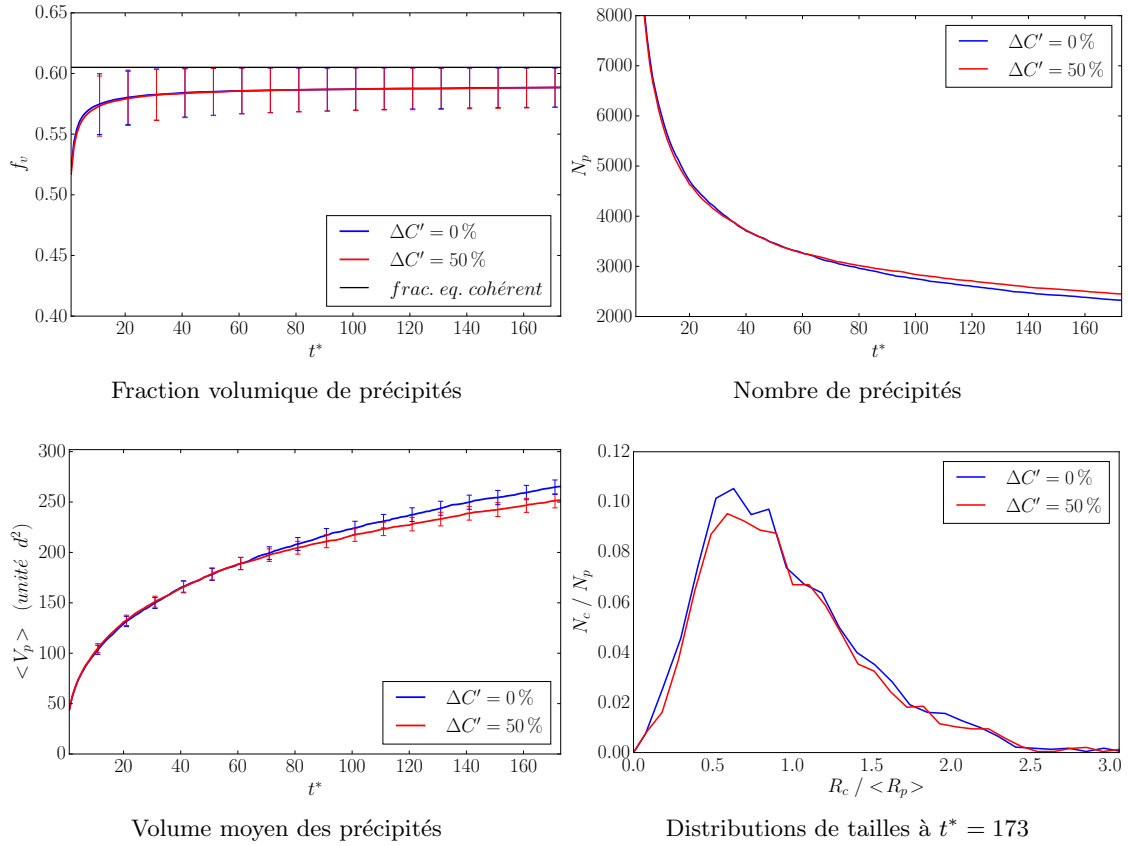 0.65
0.60
0.55
0.50
0.45
0.40
f_v
20 40 60 80 100 120 140 160
t*
ΔC′ = 0 %
ΔC′ = 50 %
frac. eq. cohérent
Fraction volumique de précipités
8000
7000
6000
5000
4000
3000
2000
N_p
20 40 60 80 100 120 140 160
t*
ΔC′ = 0 %
ΔC′ = 50 %
Nombre de précipités
300
250
200
150
100
50
0
<V_p> (unité d²)
20 40 60 80 100 120 140 160
t*
ΔC′ = 0 %
ΔC′ = 50 %
Volume moyen des précipités
0.12
0.10
0.08
0.06
0.04
0.02
0.00
N_c / N_p
0.0 0.5 1.0 1.5 2.0 2.5 3.0
R_c / <R_p>
ΔC′ = 0 %
ΔC′ = 50 %
Distributions de tailles à t* = 173